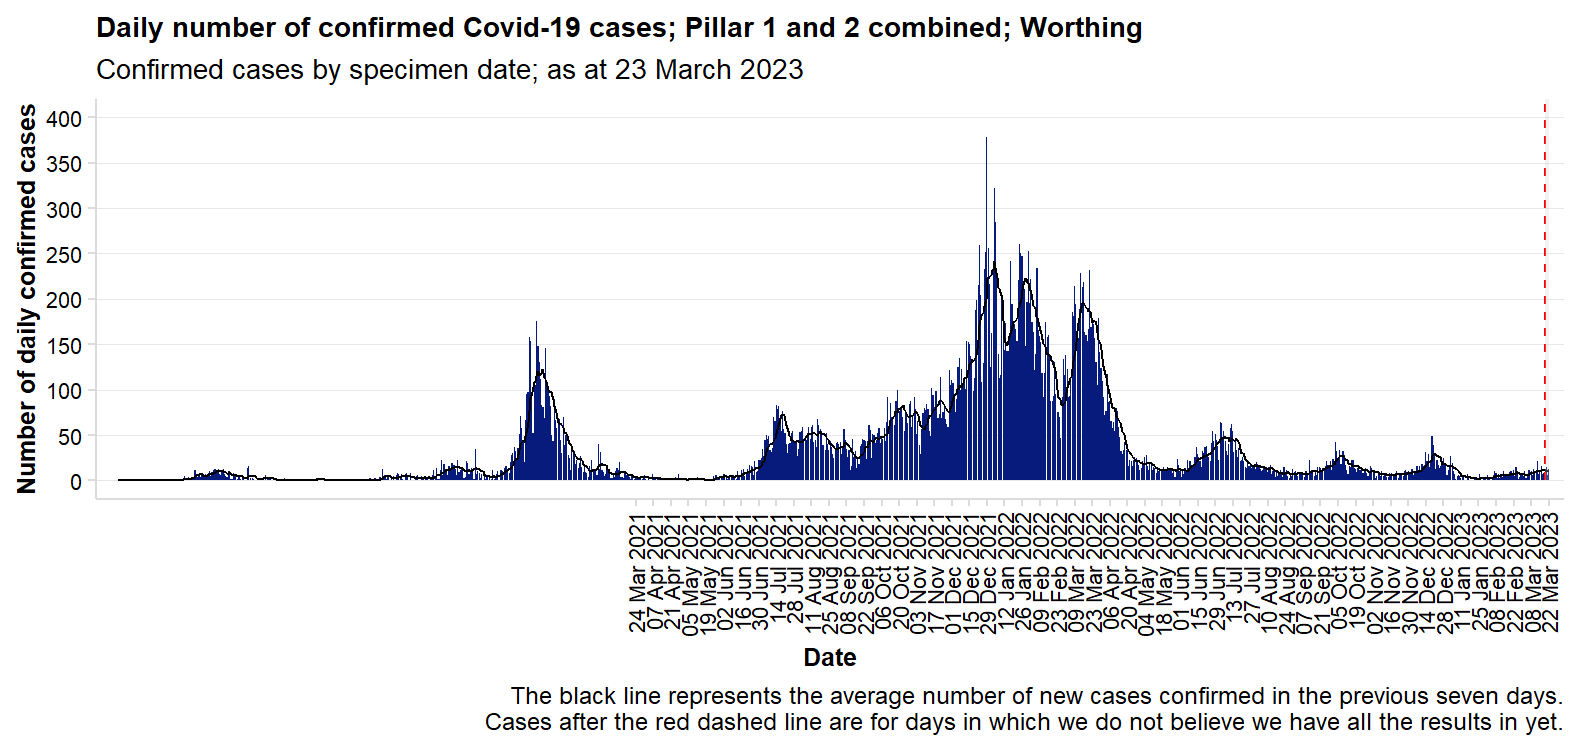 Daily number of confirmed Covid-19 cases; Pillar 1 and 2 combined; Worthing
Confirmed cases by specimen date; as at 23 March 2023
Number of daily confirmed cases
400
350
300
250
200
150
100
50
0
24 Mar 2021
07 Apr 2021
21 Apr 2021
05 May 2021
19 May 2021
02 Jun 2021
16 Jun 2021
30 Jun 2021
14 Jul 2021
28 Jul 2021
11 Aug 2021
25 Aug 2021
08 Sep 2021
22 Sep 2021
06 Oct 2021
20 Oct 2021
03 Nov 2021
17 Nov 2021
01 Dec 2021
15 Dec 2021
29 Dec 2021
12 Jan 2022
26 Jan 2022
09 Feb 2022
23 Feb 2022
09 Mar 2022
23 Mar 2022
06 Apr 2022
20 Apr 2022
04 May 2022
18 May 2022
01 Jun 2022
15 Jun 2022
29 Jun 2022
13 Jul 2022
27 Jul 2022
10 Aug 2022
24 Aug 2022
07 Sep 2022
21 Sep 2022
05 Oct 2022
19 Oct 2022
02 Nov 2022
16 Nov 2022
30 Nov 2022
14 Dec 2022
28 Dec 2022
11 Jan 2023
25 Jan 2023
08 Feb 2023
22 Feb 2023
08 Mar 2023
22 Mar 2023
Date
The black line represents the average number of new cases confirmed in the previous seven days.
Cases after the red dashed line are for days in which we do not believe we have all the results in yet.